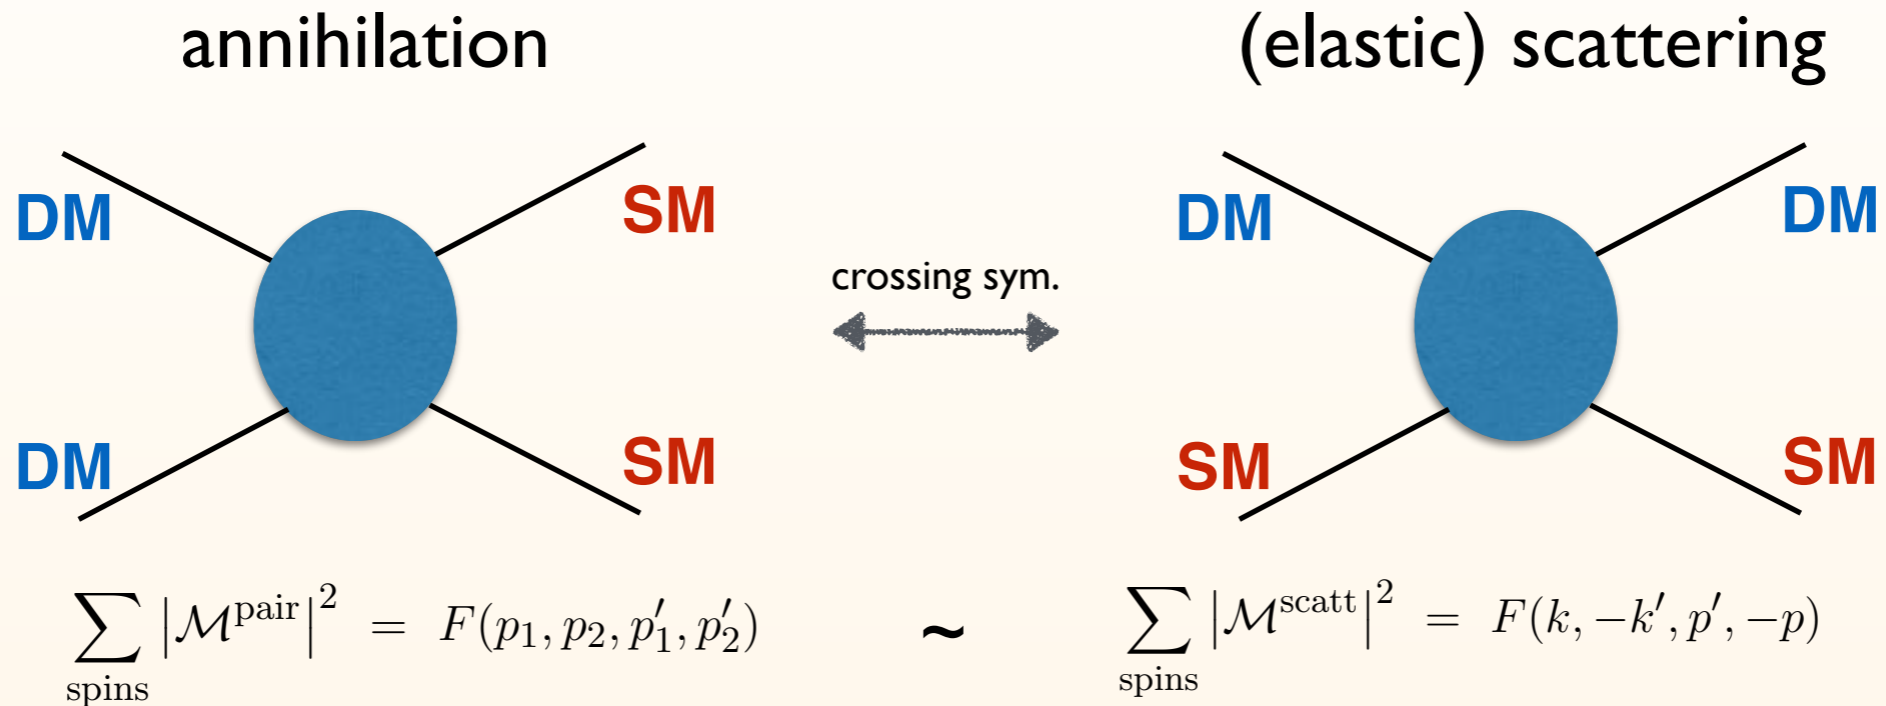 annihilation
(elastic) scattering
DM
SM
DM
SM
crossing sym.
DM
DM
SM
SM
∑_{spins} |ℳ^{pair}|² = F(p₁, p₂, p′₁, p′₂)
~
∑_{spins} |ℳ^{scatt}|² = F(k, −k′, p′, −p)